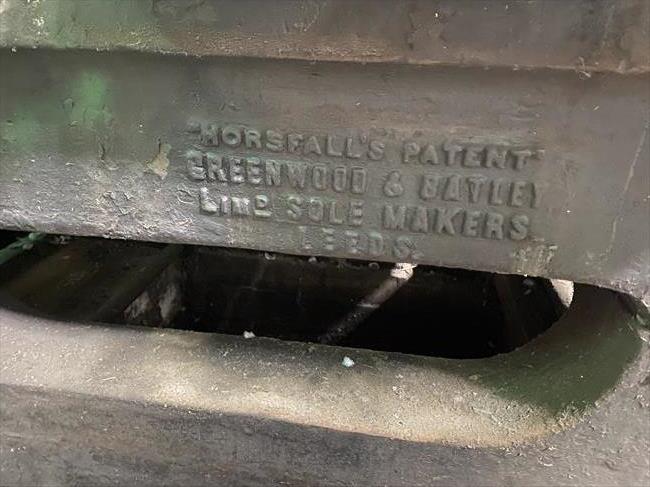 "HORSFALL'S PATENT"
GREENWOOD & BATLEY
LIMD SOLE MAKERS
LEEDS